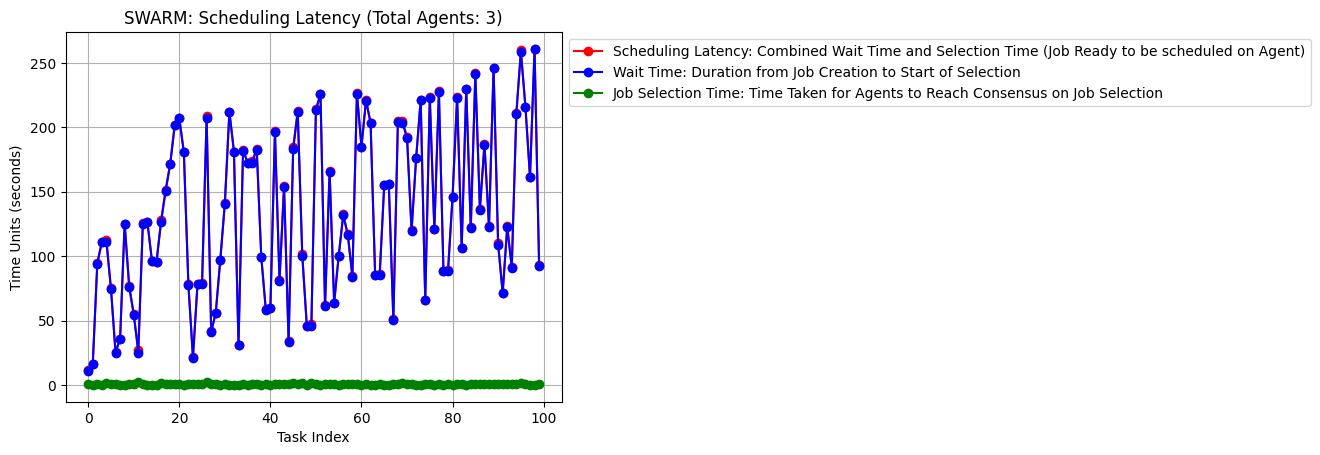 SWARM: Scheduling Latency (Total Agents: 3)
Scheduling Latency: Combined Wait Time and Selection Time (Job Ready to be scheduled on Agent)
Wait Time: Duration from Job Creation to Start of Selection
Job Selection Time: Time Taken for Agents to Reach Consensus on Job Selection
Time Units (seconds)
250
200
150
100
50
0
0 20 40 60 80 100
Task Index